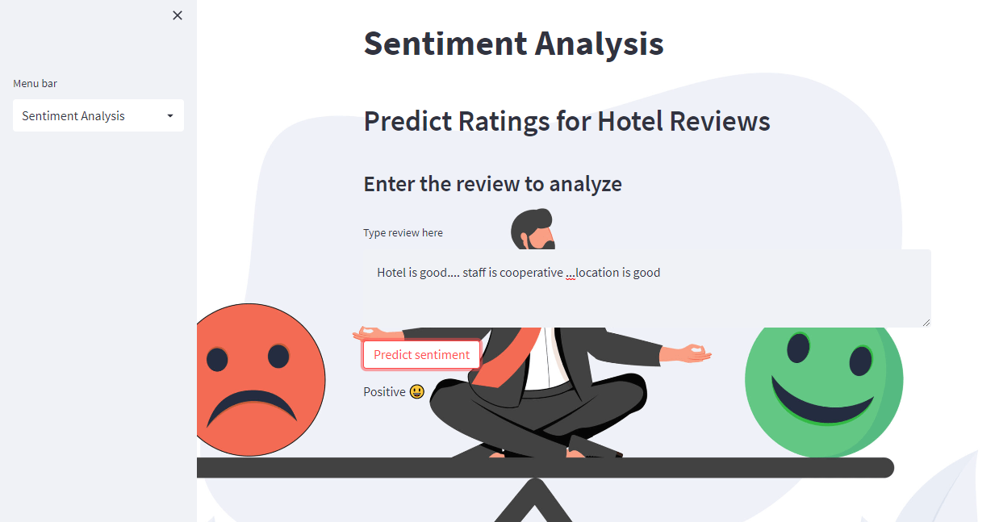 Menu bar
Sentiment Analysis
Sentiment Analysis
Predict Ratings for Hotel Reviews
Enter the review to analyze
Type review here
Hotel is good.... staff is cooperative ...location is good
Predict sentiment
Positive 😃